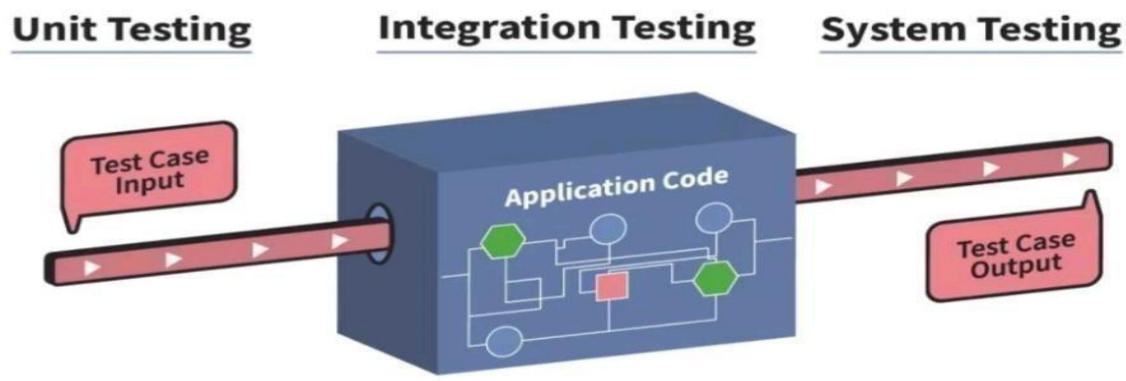 Unit Testing
Integration Testing
System Testing
Test Case
Input
Application Code
Test Case
Output